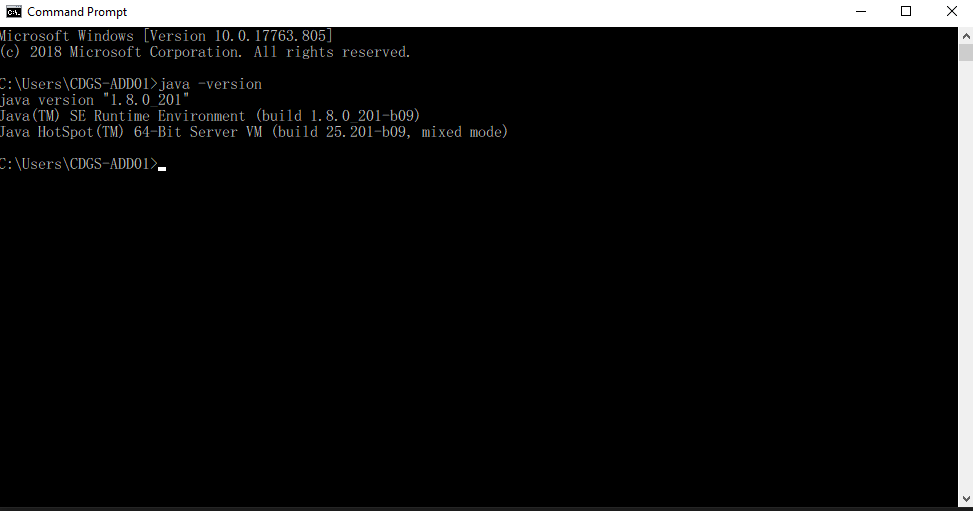 Command Prompt
Microsoft Windows [Version 10.0.17763.805]
(c) 2018 Microsoft Corporation. All rights reserved.
C:\Users\CDGS-ADD01>java -version
java version "1.8.0_201"
Java(TM) SE Runtime Environment (build 1.8.0_201-b09)
Java HotSpot(TM) 64-Bit Server VM (build 25.201-b09, mixed mode)
C:\Users\CDGS-ADD01>